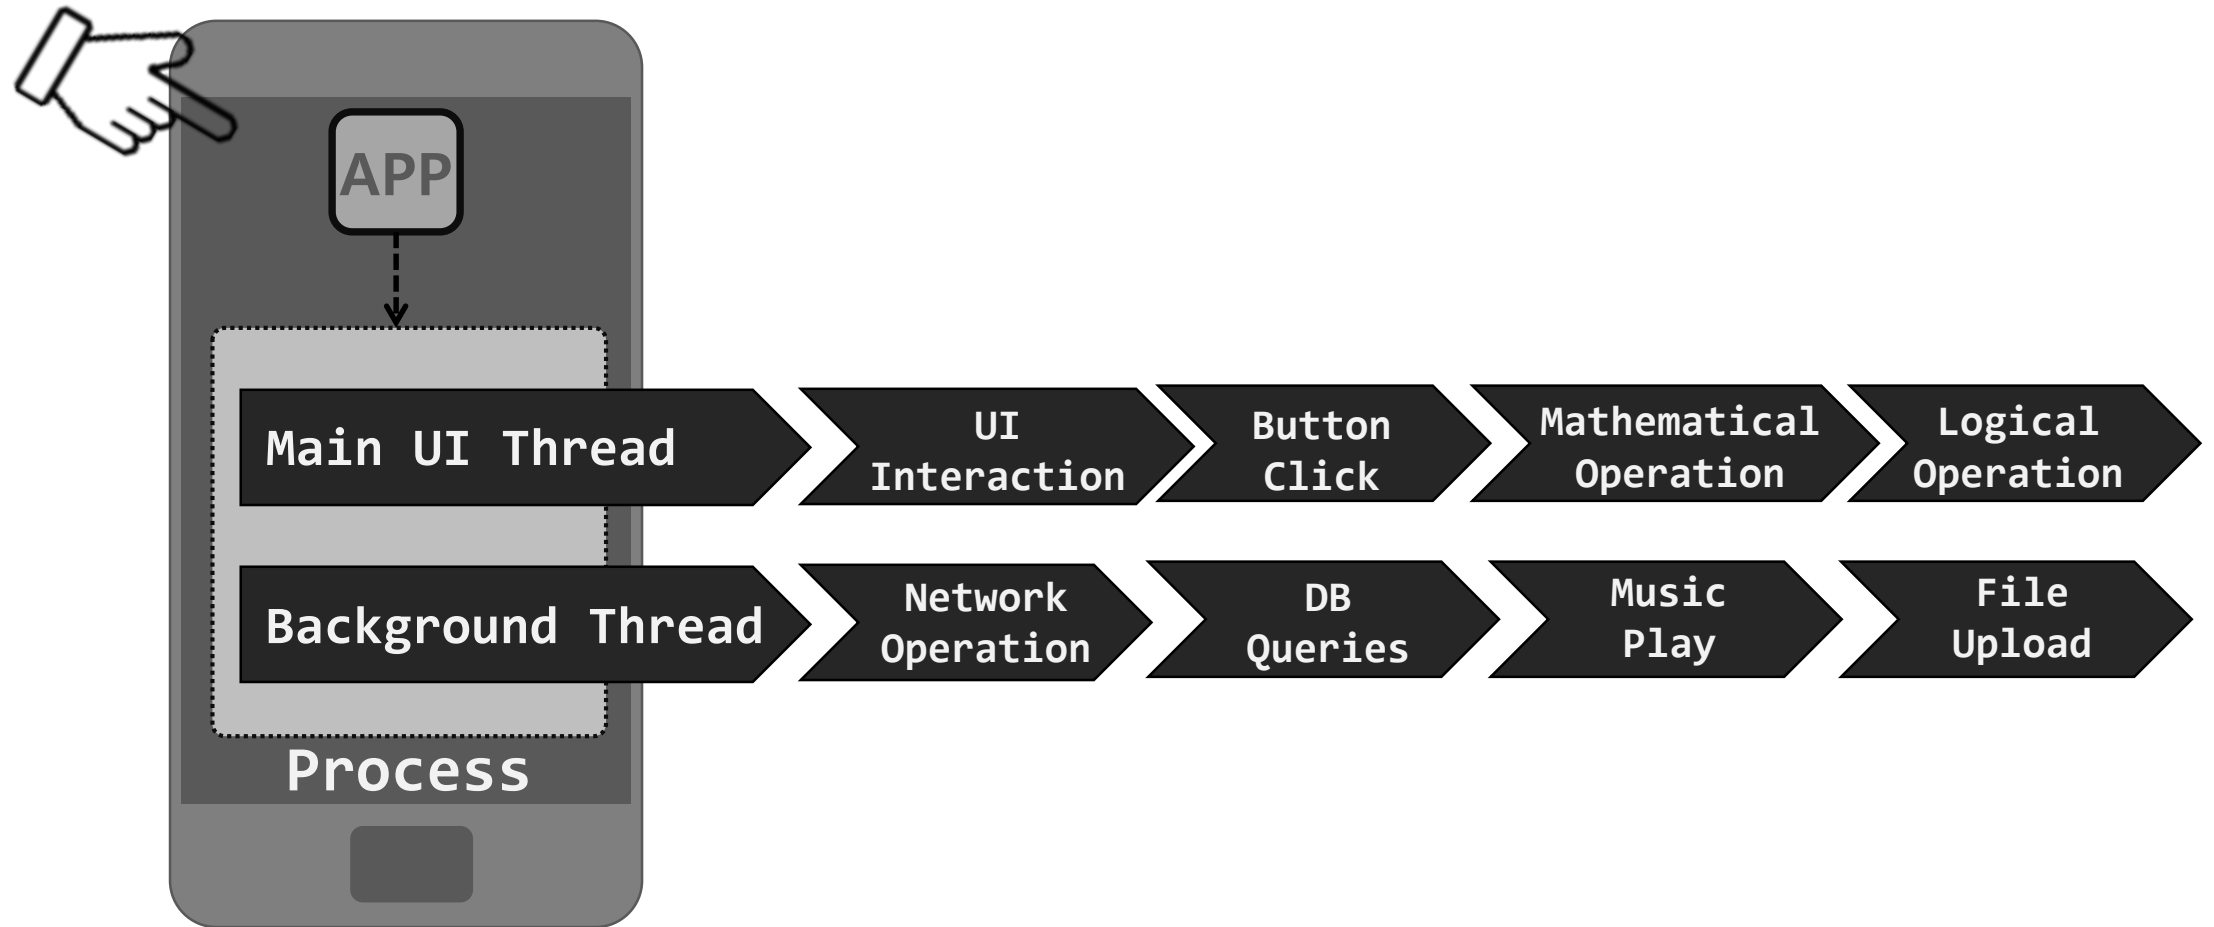 APP
Main UI Thread
UI
Interaction
Button
Click
Mathematical
Operation
Logical
Operation
Background Thread
Network
Operation
DB
Queries
Music
Play
File
Upload
Process